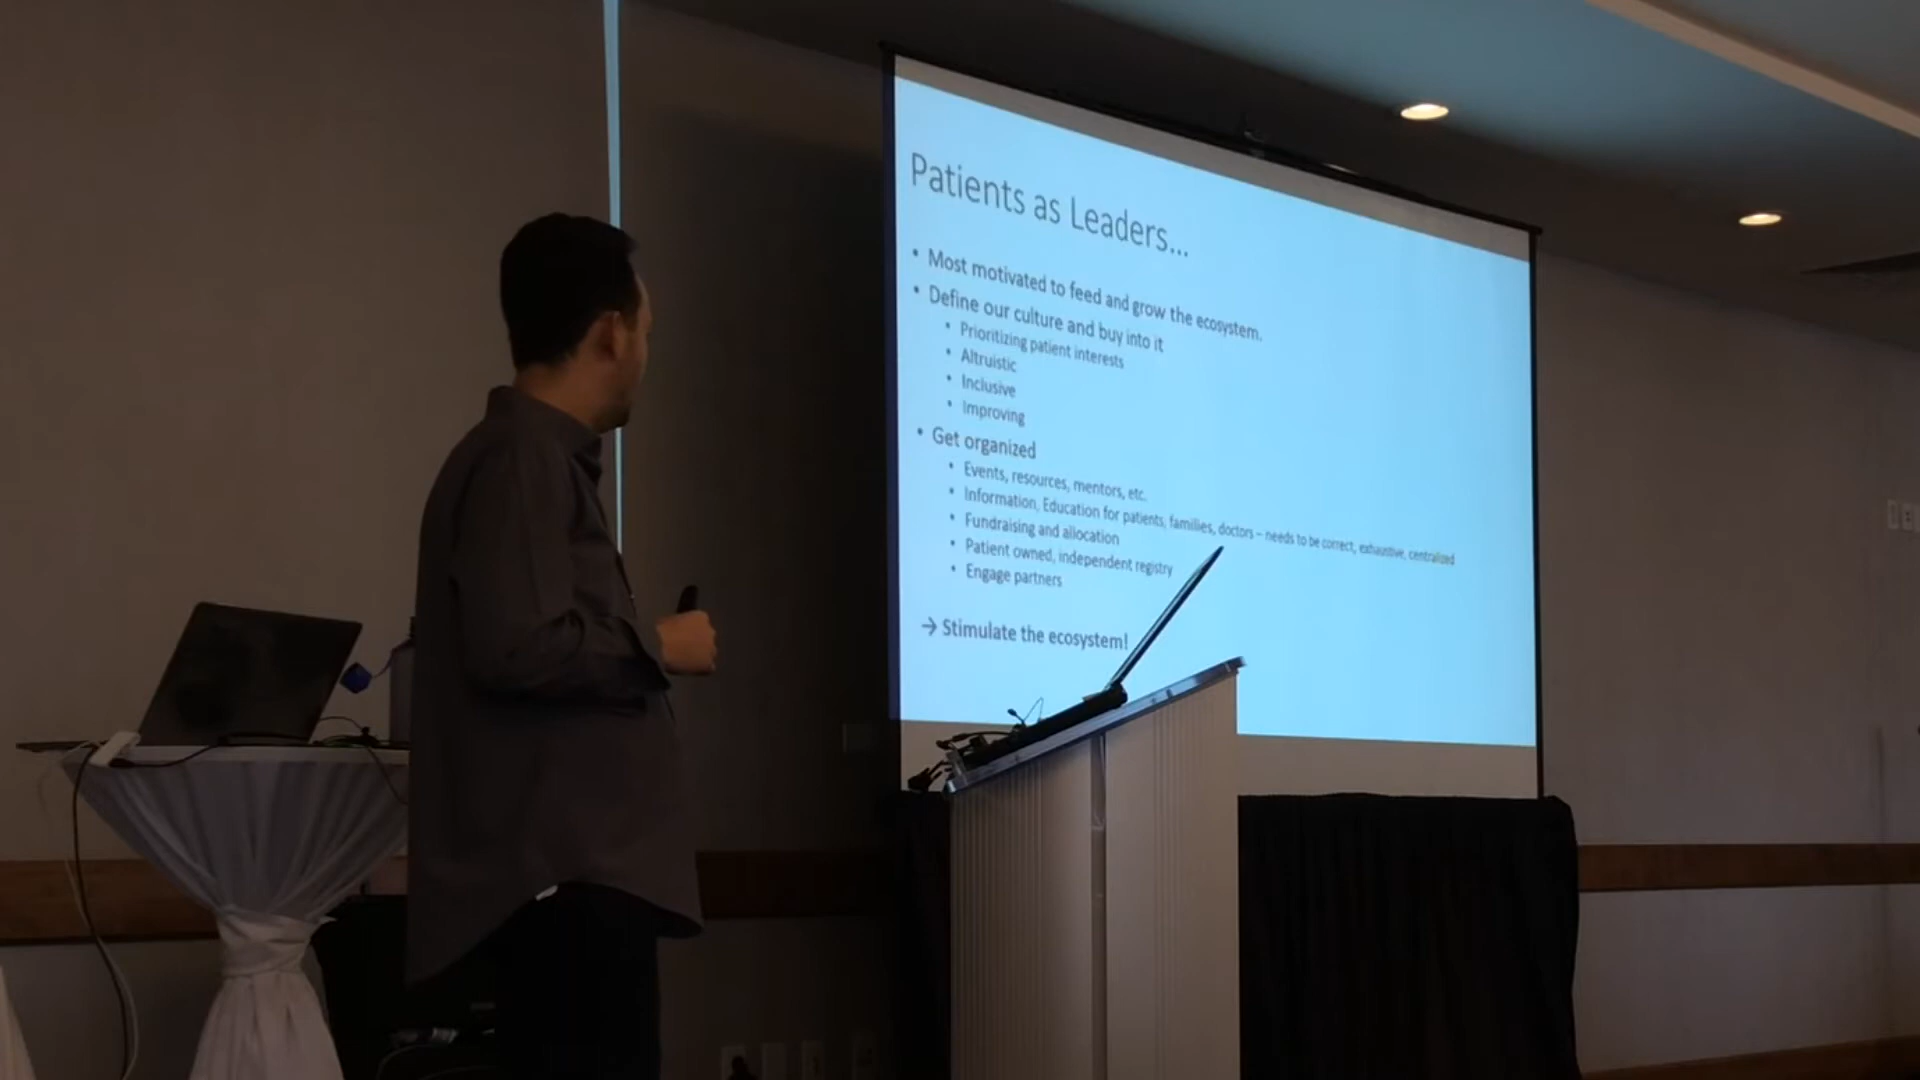 Patients as Leaders...
• Most motivated to feed and grow the ecosystem.
• Define our culture and buy into it
• Prioritizing patient interests
• Altruistic
• Inclusive
• Improving
• Get organized
• Events, resources, mentors, etc.
• Information, Education for patients, families, doctors – needs to be correct, exhaustive, centralized
• Fundraising and allocation
• Patient owned, independent registry
• Engage partners
→ Stimulate the ecosystem!